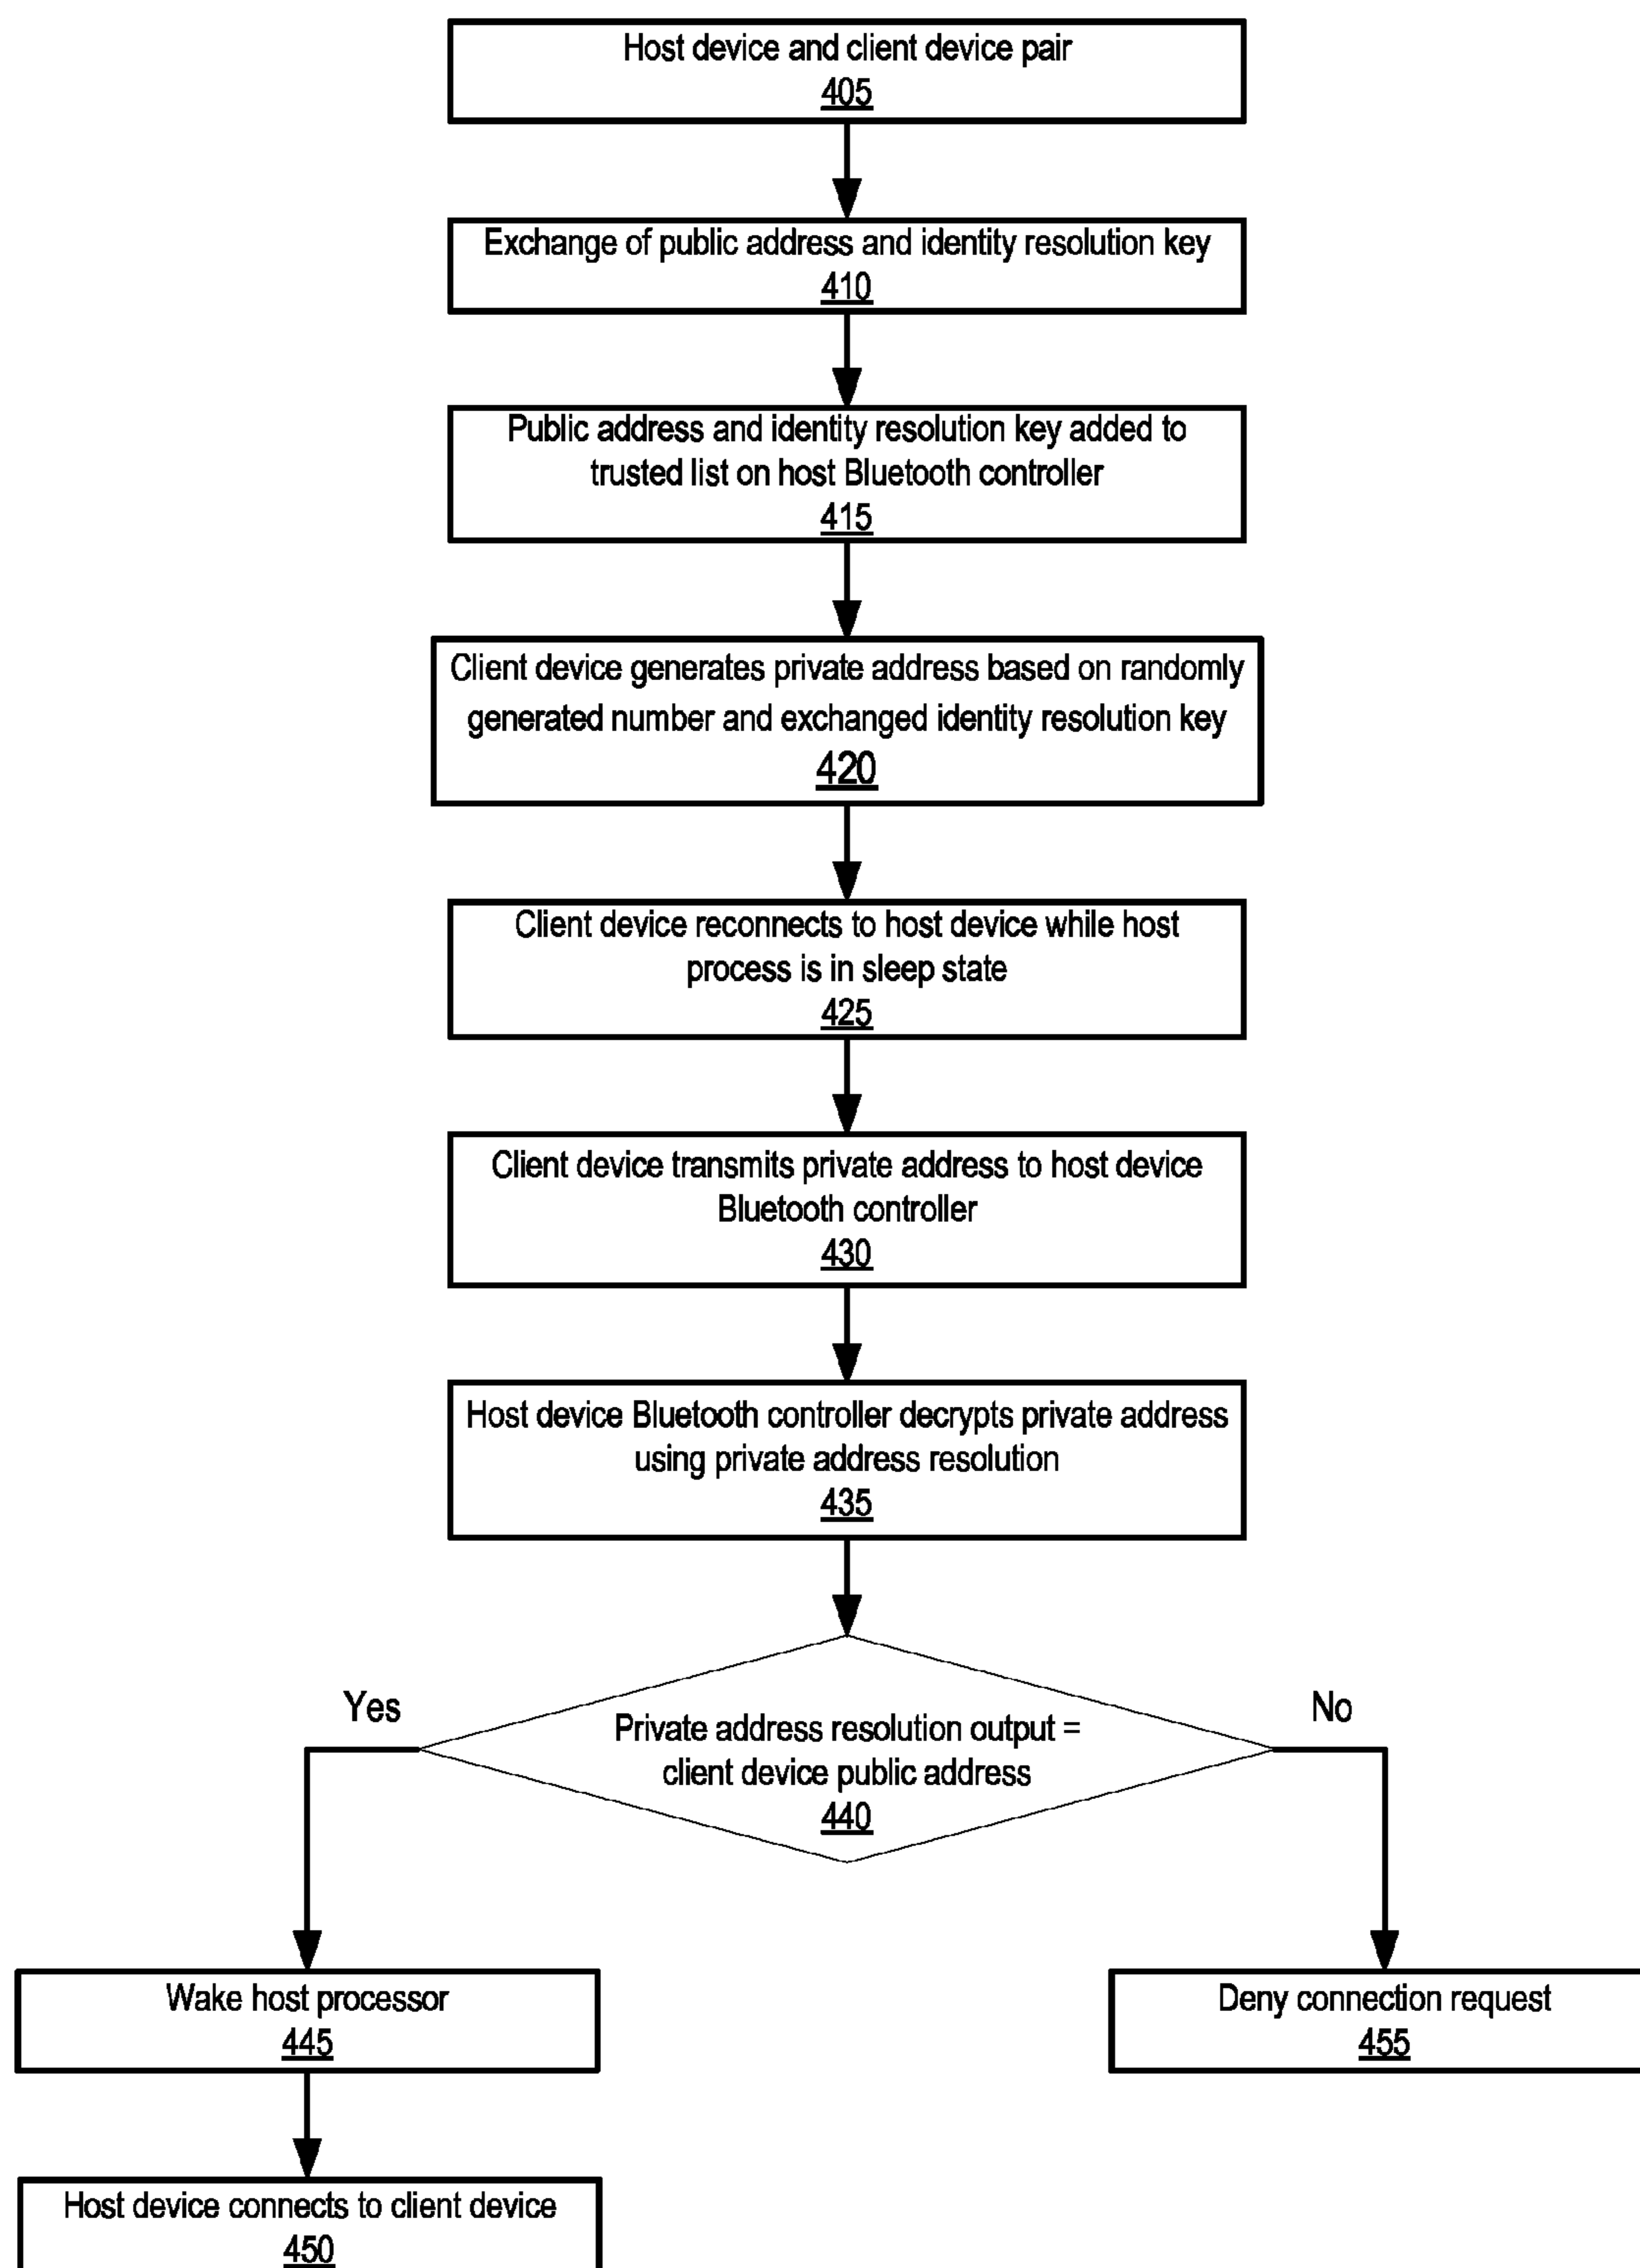 Host device and client device pair
405
Exchange of public address and identity resolution key
410
Public address and identity resolution key added to
trusted list on host Bluetooth controller
415
Client device generates private address based on randomly
generated number and exchanged identity resolution key
420
Client device reconnects to host device while host
process is in sleep state
425
Client device transmits private address to host device
Bluetooth controller
430
Host device Bluetooth controller decrypts private address
using private address resolution
435
Yes
No
Private address resolution output =
client device public address
440
Wake host processor
445
Deny connection request
455
Host device connects to client device
450